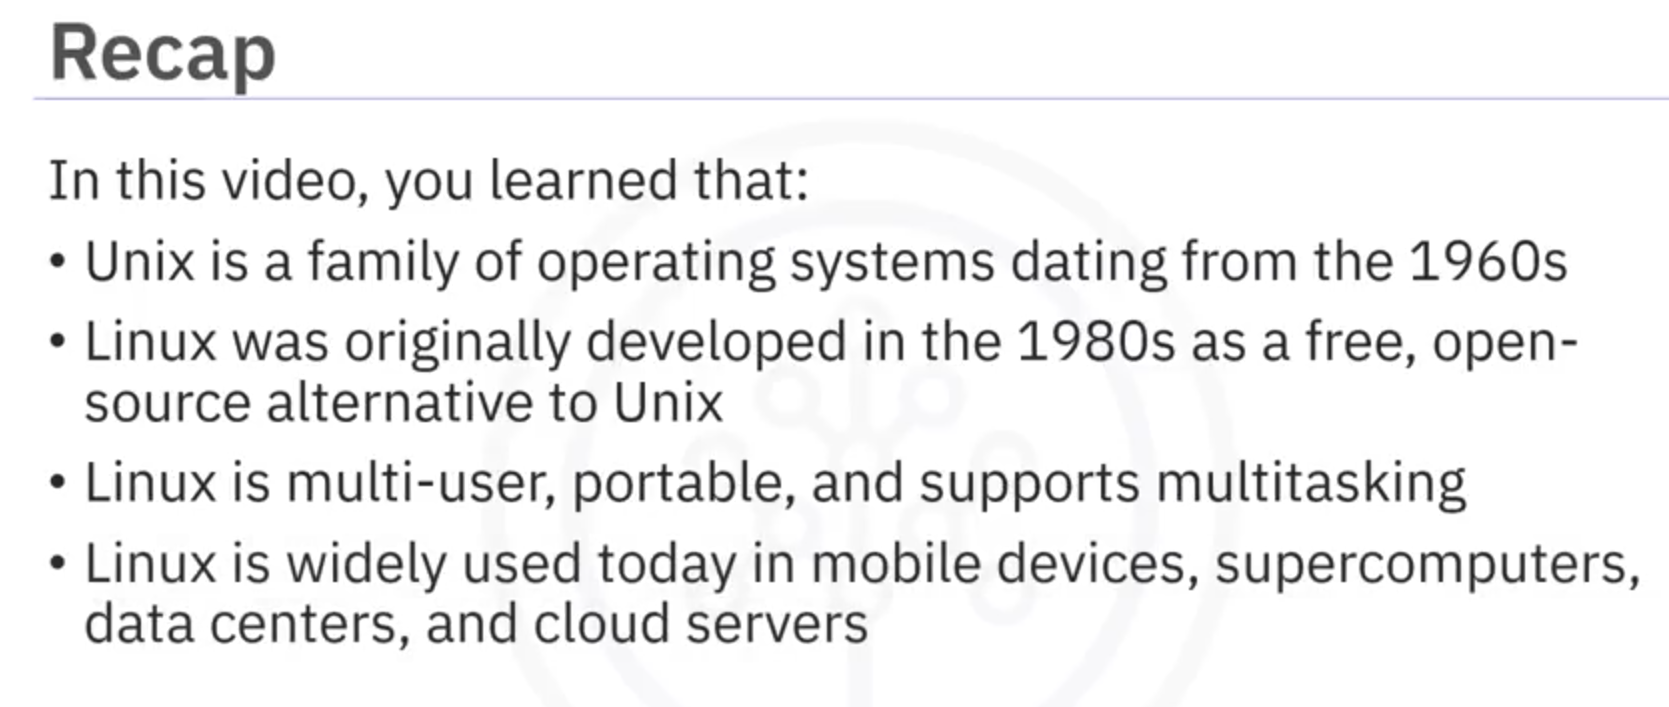 Recap
In this video, you learned that:
• Unix is a family of operating systems dating from the 1960s
• Linux was originally developed in the 1980s as a free, open-
source alternative to Unix
• Linux is multi-user, portable, and supports multitasking
• Linux is widely used today in mobile devices, supercomputers,
data centers, and cloud servers